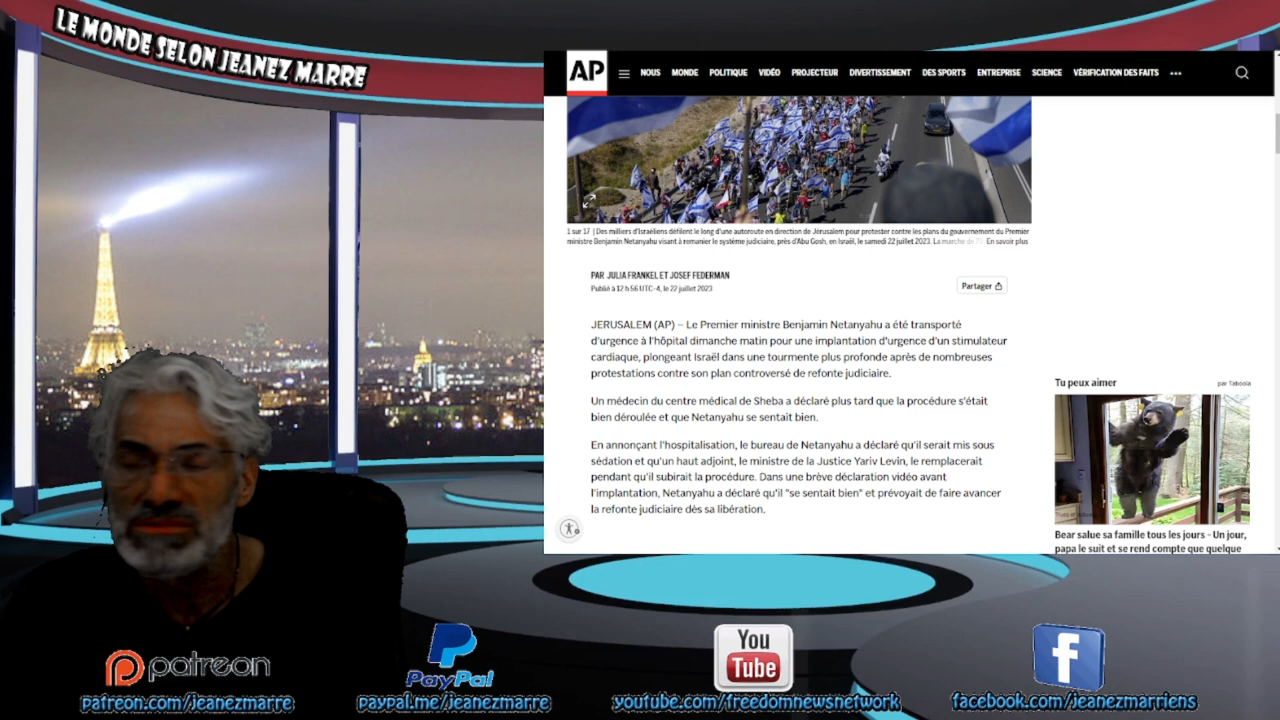 LE MONDE SELON JEANEZ MARRE
AP
NOUS MONDE POLITIQUE VIDÉO PROJECTEUR DIVERTISSEMENT DES SPORTS ENTREPRISE SCIENCE VÉRIFICATION DES FAITS •••
1 sur 17 | Des milliers d'Israéliens défilent le long d'une autoroute en direction de Jérusalem pour protester contre les plans du gouvernement du Premier
ministre Benjamin Netanyahu visant à remanier le système judiciaire, près d'Abu Gosh, en Israël, le samedi 22 juillet 2023. La marche de 7 En savoir plus
PAR JULIA FRANKEL ET JOSEF FEDERMAN
Publié à 12 h 56 UTC-4, le 22 juillet 2023
Partager
JERUSALEM (AP) – Le Premier ministre Benjamin Netanyahu a été transporté
d'urgence à l'hôpital dimanche matin pour une implantation d'urgence d'un stimulateur
cardiaque, plongeant Israël dans une tourmente plus profonde après de nombreuses
protestations contre son plan controversé de refonte judiciaire.
Un médecin du centre médical de Sheba a déclaré plus tard que la procédure s'était
bien déroulée et que Netanyahu se sentait bien.
En annonçant l'hospitalisation, le bureau de Netanyahu a déclaré qu'il serait mis sous
sédation et qu'un haut adjoint, le ministre de la Justice Yariv Levin, le remplacerait
pendant qu'il subirait la procédure. Dans une brève déclaration vidéo avant
l'implantation, Netanyahu a déclaré qu'il "se sentait bien" et prévoyait de faire avancer
la refonte judiciaire dès sa libération.
Tu peux aimer
par Taboola
Bear salue sa famille tous les jours - Un jour,
papa le suit et se rend compte que quelque
patreon
PayPal
You
Tube
f
patreon.com/jeanezmarre
paypal.me/jeanezmarre
youtube.com/freedomnewsnetwork
facebook.com/jeanezmarriens